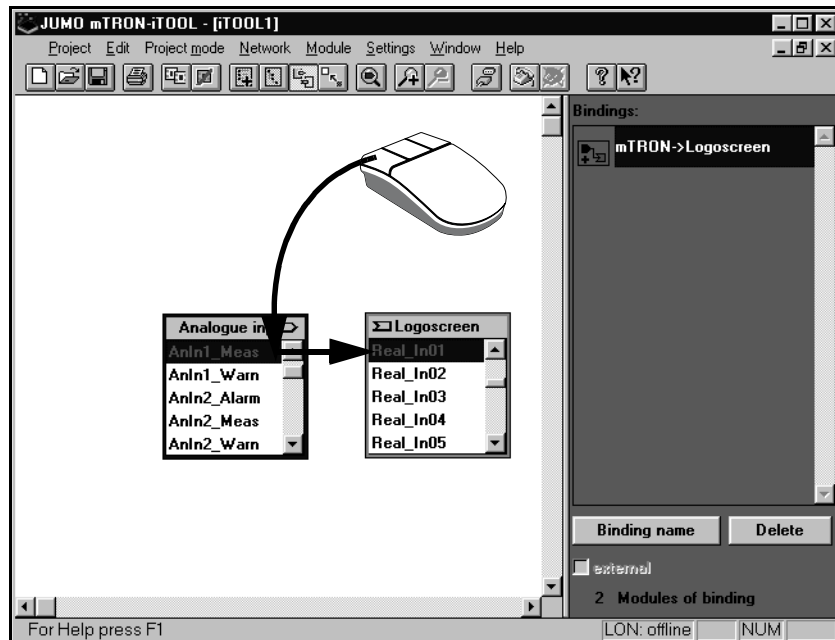 JUMO mTRON-iTOOL - [iTOOL1]
Project Edit Project mode Network Module Settings Window Help
Bindings:
mTRON->Logoscreen
Analogue in
AnIn1_Meas
AnIn1_Warn
AnIn2_Alarm
AnIn2_Meas
AnIn2_Warn
Logoscreen
Real_In01
Real_In02
Real_In03
Real_In04
Real_In05
Binding name Delete
external
2 Modules of binding
For Help press F1 LON: offline NUM